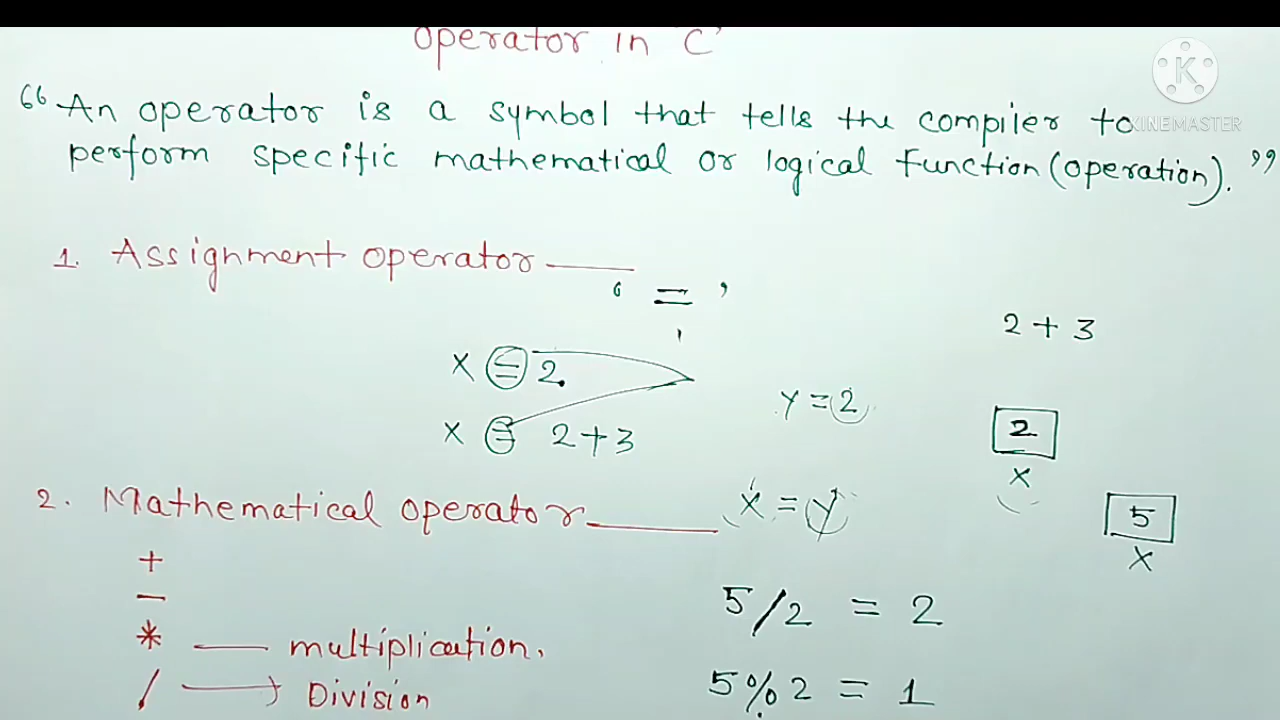 operator in C'
K
KINEMASTER
“An operator is a symbol that tells the compiler to
perform specific mathematical or logical function (operation).”
1. Assignment operator —
‘ = ’
2 + 3
x = 2.
y = 2
x = 2+3
2
x
2. Mathematical operator —
x = y
5
x
+
−
5/2 = 2
* — multiplication.
5%2 = 1
/ → Division